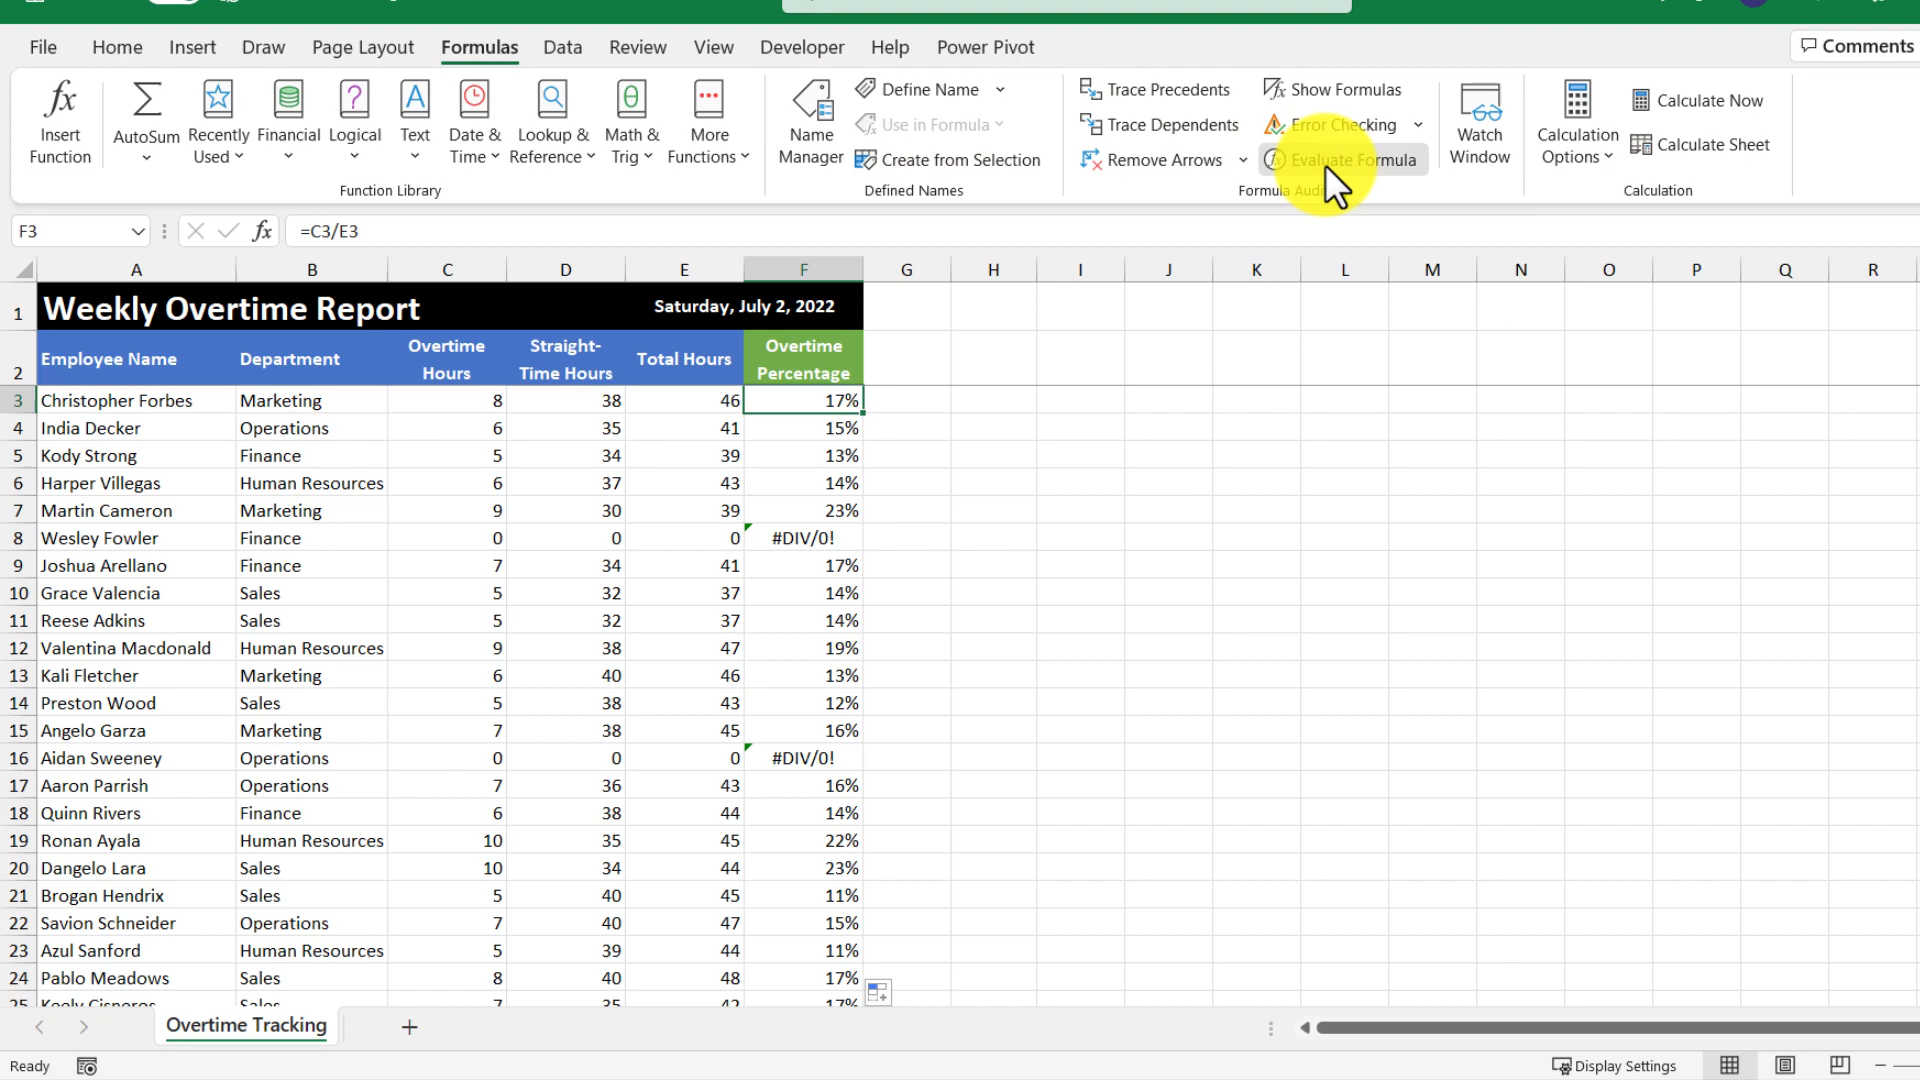 File Home Insert Draw Page Layout Formulas Data Review View Developer Help Power Pivot Comments
Insert Function
AutoSum
Recently Used
Financial
Logical
Text
Date & Time
Lookup & Reference
Math & Trig
More Functions
Function Library
Name Manager
Define Name
Use in Formula
Create from Selection
Defined Names
Trace Precedents
Trace Dependents
Remove Arrows
Show Formulas
Error Checking
Evaluate Formula
Watch Window
Calculation Options
Calculate Now
Calculate Sheet
Calculation
F3 fx =C3/E3
A B C D E F G H I J K L M N O P Q R
1 Weekly Overtime Report Saturday, July 2, 2022
2 Employee Name Department Overtime Hours Straight-Time Hours Total Hours Overtime Percentage
3 Christopher Forbes Marketing 8 38 46 17%
4 India Decker Operations 6 35 41 15%
5 Kody Strong Finance 5 34 39 13%
6 Harper Villegas Human Resources 6 37 43 14%
7 Martin Cameron Marketing 9 30 39 23%
8 Wesley Fowler Finance 0 0 0 #DIV/0!
9 Joshua Arellano Finance 7 34 41 17%
10 Grace Valencia Sales 5 32 37 14%
11 Reese Adkins Sales 5 32 37 14%
12 Valentina Macdonald Human Resources 9 38 47 19%
13 Kali Fletcher Marketing 6 40 46 13%
14 Preston Wood Sales 5 38 43 12%
15 Angelo Garza Marketing 7 38 45 16%
16 Aidan Sweeney Operations 0 0 0 #DIV/0!
17 Aaron Parrish Operations 7 36 43 16%
18 Quinn Rivers Finance 6 38 44 14%
19 Ronan Ayala Human Resources 10 35 45 22%
20 Dangelo Lara Sales 10 34 44 23%
21 Brogan Hendrix Sales 5 40 45 11%
22 Savion Schneider Operations 7 40 47 15%
23 Azul Sanford Human Resources 5 39 44 11%
24 Pablo Meadows Sales 8 40 48 17%
25 Keely Cisneros Sales 7 35 42 17%
Overtime Tracking
Ready Display Settings